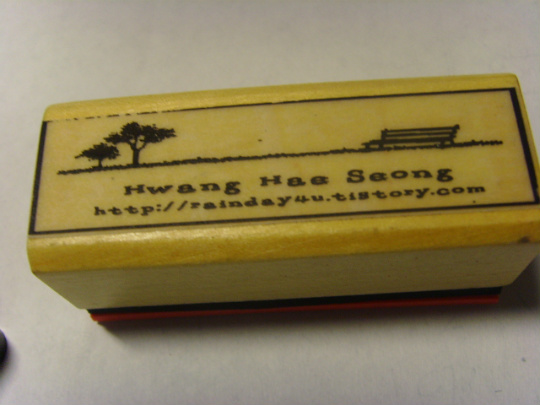 Hwang Hae Seong
http://rainday4u.tistory.com